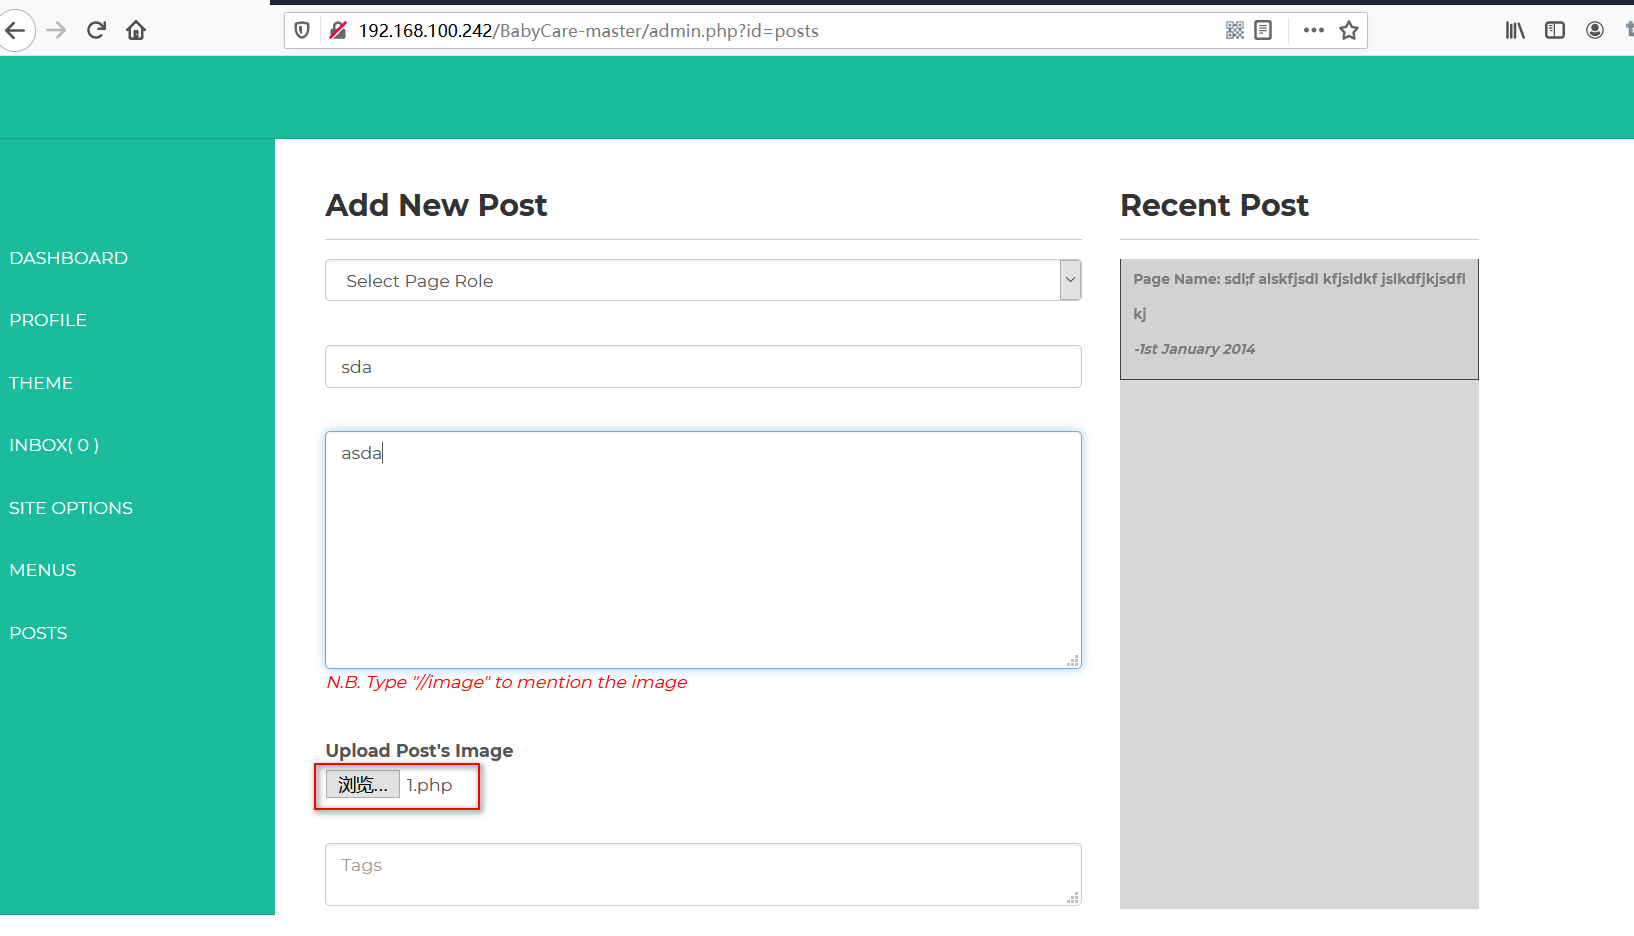 192.168.100.242/BabyCare-master/admin.php?id=posts
DASHBOARD
PROFILE
THEME
INBOX( 0 )
SITE OPTIONS
MENUS
POSTS
Add New Post
Select Page Role
sda
asda
N.B. Type "//image" to mention the image
Upload Post's Image
浏览... 1.php
Tags
Recent Post
Page Name: sdl;f alskfjsdl kfjsldkf jslkdfjkjsdfl
kj
-1st January 2014